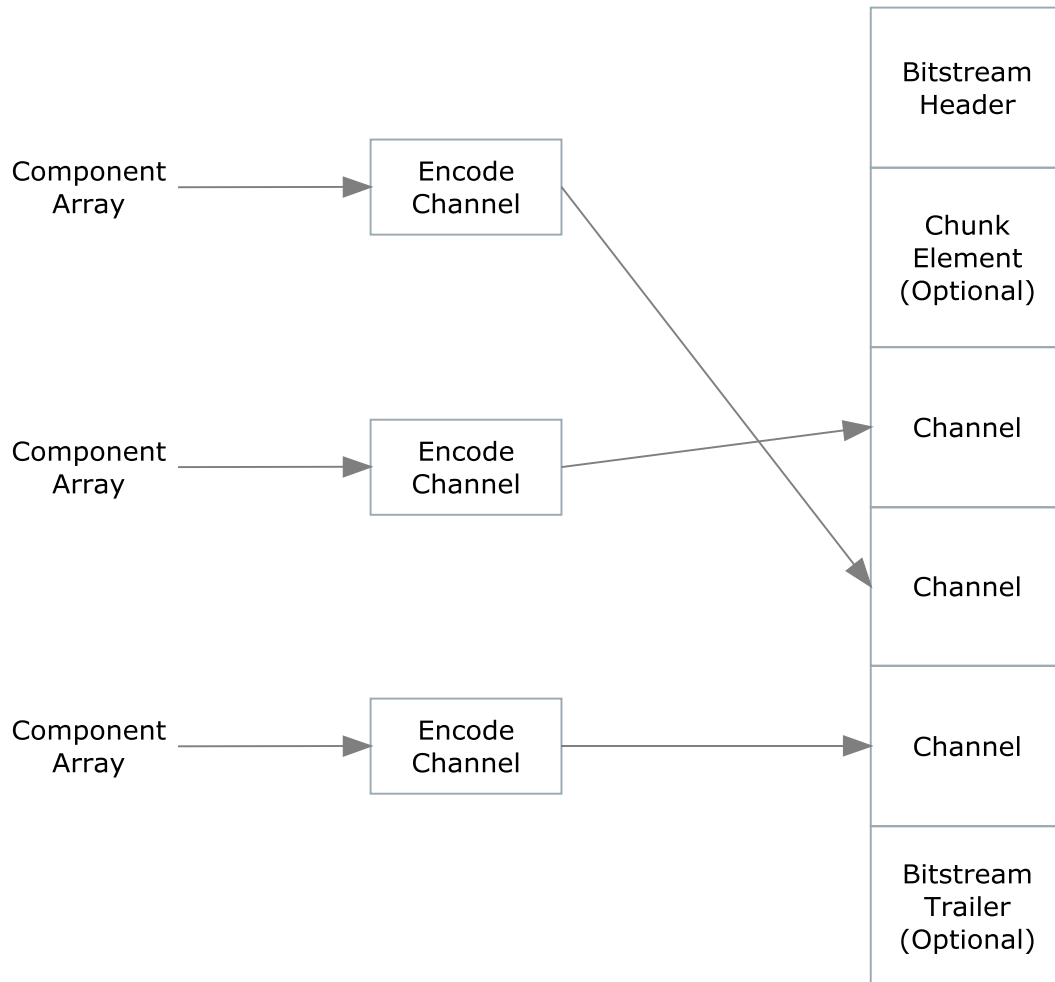 Component
Array
Encode
Channel
Component
Array
Encode
Channel
Component
Array
Encode
Channel
Bitstream
Header
Chunk
Element
(Optional)
Channel
Channel
Channel
Bitstream
Trailer
(Optional)